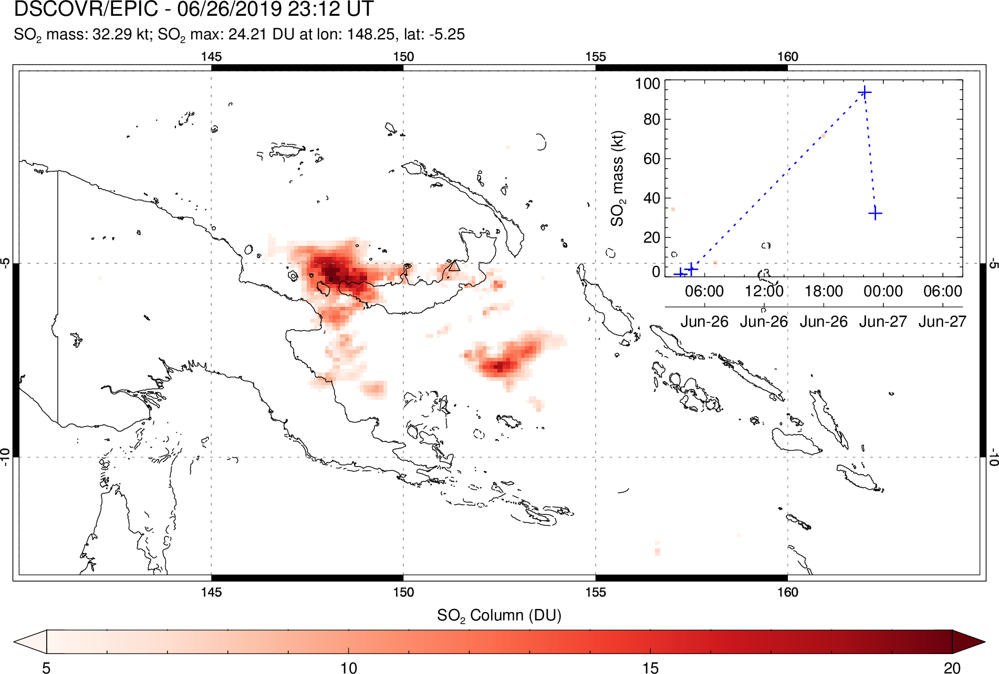 DSCOVR/EPIC - 06/26/2019 23:12 UT
SO₂ mass: 32.29 kt; SO₂ max: 24.21 DU at lon: 148.25, lat: -5.25
145 150 155 160
100
80
60
40
20
0
SO₂ mass (kt)
06:00 12:00 18:00 00:00 06:00
Jun-26 Jun-26 Jun-26 Jun-27 Jun-27
-5 -5
-10 -10
145 150 155 160
SO₂ Column (DU)
5 10 15 20